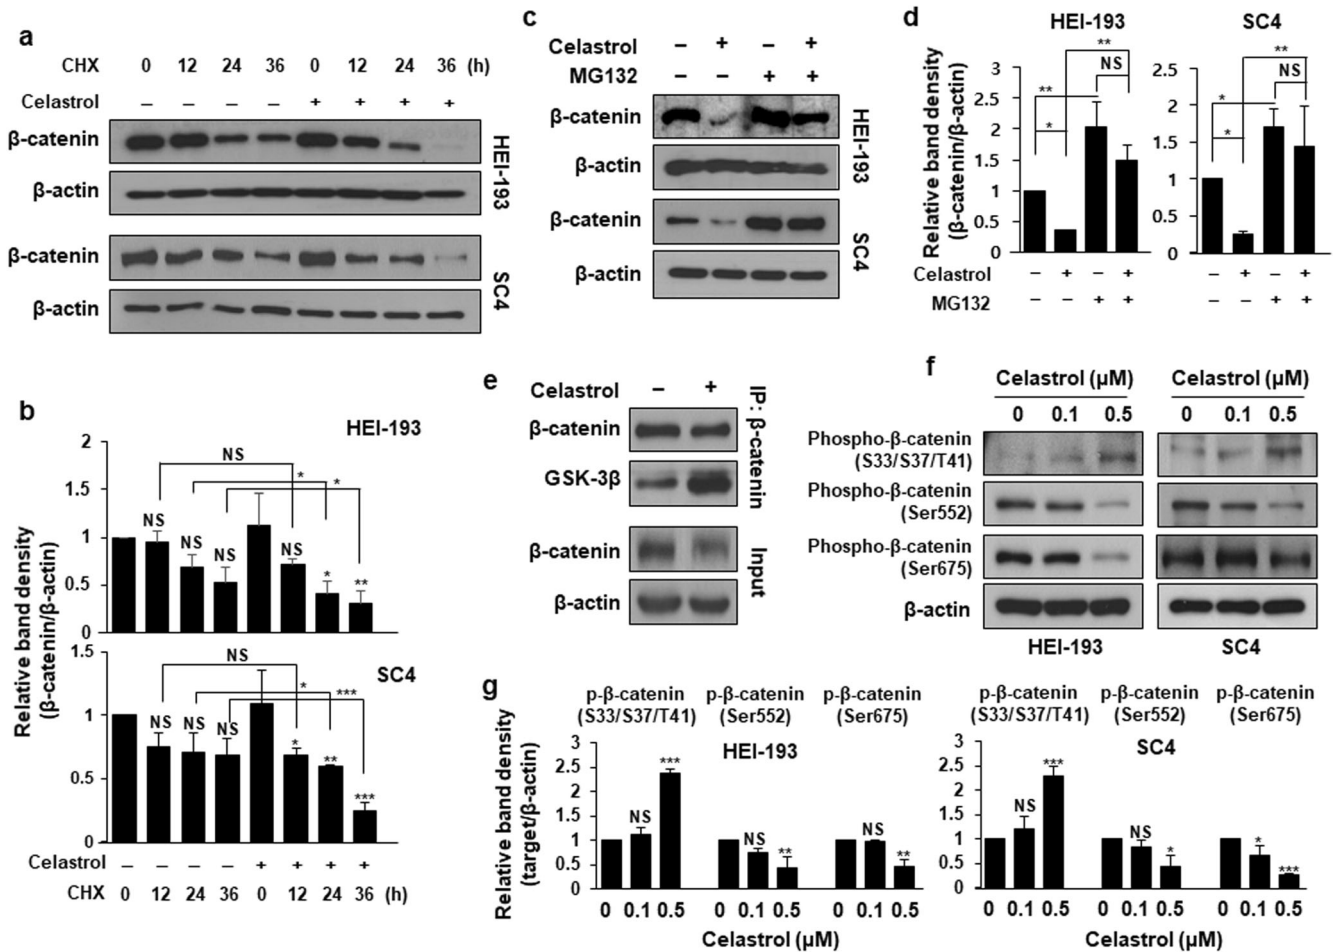 a
CHX 0 12 24 36 0 12 24 36 (h)
Celastrol – – – – + + + +
β-catenin
β-actin
HEI-193
β-catenin
β-actin
SC4
b
HEI-193
2
1.5
1
0.5
0
NS
*
*
NS NS NS NS * **
SC4
1.5
1
0.5
0
NS
*
***
NS NS NS * ** ***
Relative band density
(β-catenin/β-actin)
Celastrol – – – – + + + +
CHX 0 12 24 36 0 12 24 36 (h)
c
Celastrol – + – +
MG132 – – + +
β-catenin
β-actin
HEI-193
β-catenin
β-actin
SC4
d
HEI-193
SC4
Relative band density
(β-catenin/β-actin)
3
2.5
2
1.5
1
0.5
0
**
NS
**
*
2.5
2
1.5
1
0.5
0
**
NS
*
*
Celastrol – + – + – + – +
MG132 – – + + – – + +
e
Celastrol – +
β-catenin
GSK-3β
IP: β-catenin
β-catenin
β-actin
Input
f
Celastrol (μM) Celastrol (μM)
0 0.1 0.5 0 0.1 0.5
Phospho-β-catenin
(S33/S37/T41)
Phospho-β-catenin
(Ser552)
Phospho-β-catenin
(Ser675)
β-actin
HEI-193 SC4
g
p-β-catenin p-β-catenin p-β-catenin
(S33/S37/T41) (Ser552) (Ser675)
HEI-193
Relative band density
(target/β-actin)
3
2.5
2
1.5
1
0.5
0
NS *** NS ** NS **
0 0.1 0.5 0 0.1 0.5 0 0.1 0.5
Celastrol (μM)
p-β-catenin p-β-catenin p-β-catenin
(S33/S37/T41) (Ser552) (Ser675)
SC4
3
2.5
2
1.5
1
0.5
0
NS *** NS * * ***
0 0.1 0.5 0 0.1 0.5 0 0.1 0.5
Celastrol (μM)